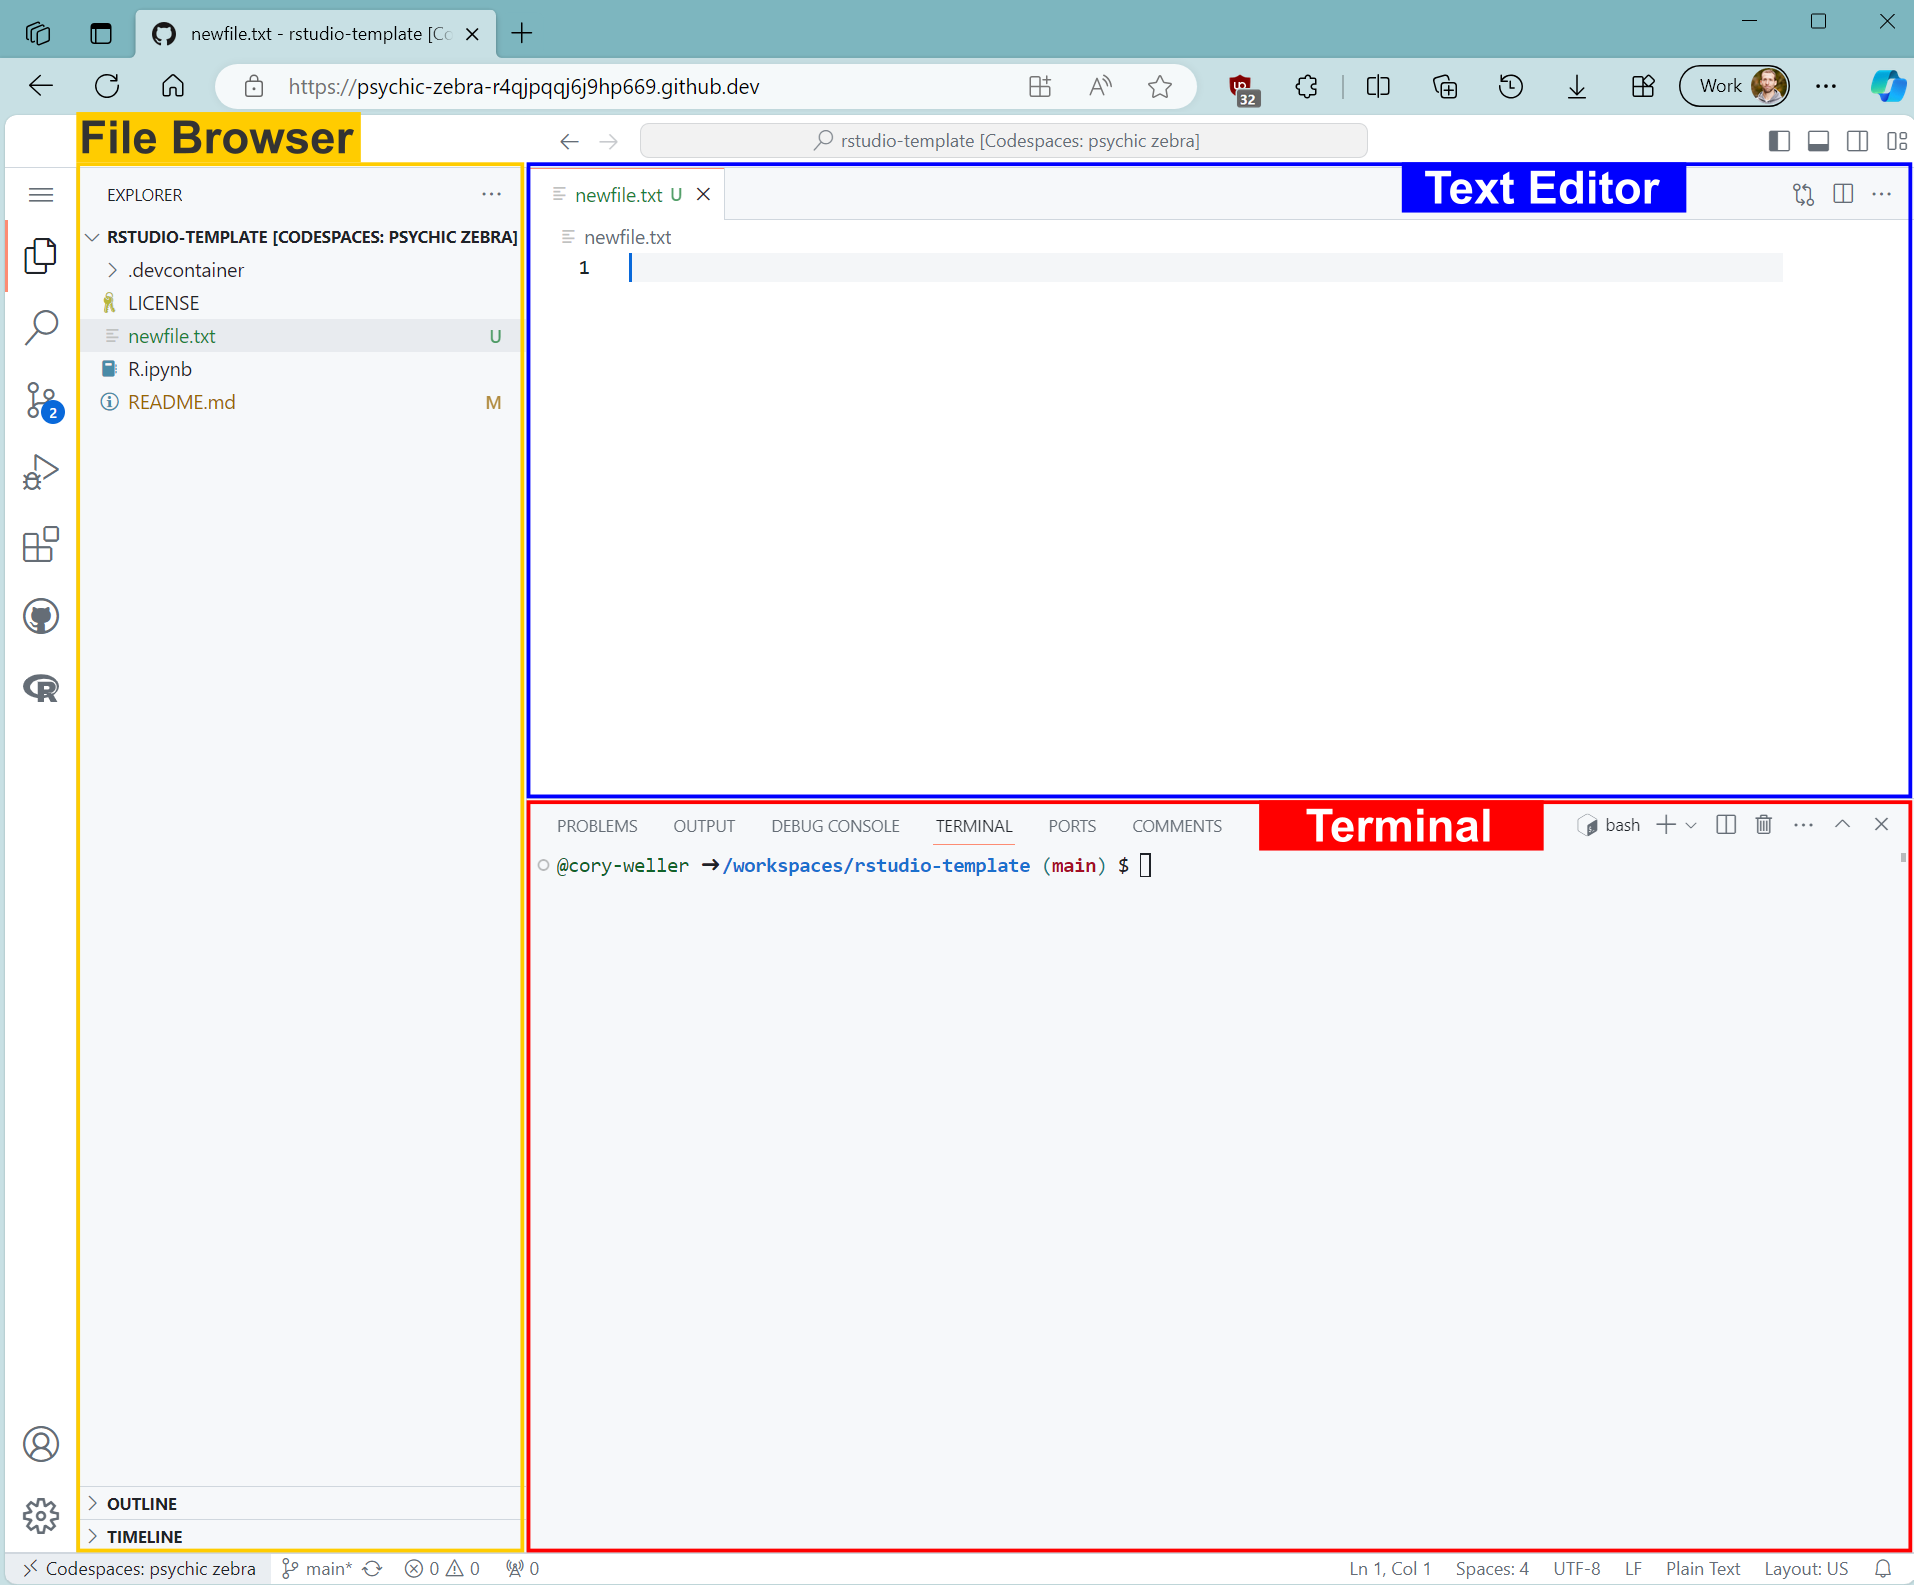 newfile.txt - rstudio-template [Co
https://psychic-zebra-r4qjpqqj6j9hp669.github.dev
32
Work
File Browser
rstudio-template [Codespaces: psychic zebra]
EXPLORER
RSTUDIO-TEMPLATE [CODESPACES: PSYCHIC ZEBRA]
.devcontainer
LICENSE
newfile.txt U
R.ipynb
README.md M
2
OUTLINE
TIMELINE
newfile.txt U
Text Editor
newfile.txt
1
PROBLEMS OUTPUT DEBUG CONSOLE TERMINAL PORTS COMMENTS
Terminal
bash
@cory-weller ➜/workspaces/rstudio-template (main) $
Codespaces: psychic zebra main* 0 0 0
Ln 1, Col 1 Spaces: 4 UTF-8 LF Plain Text Layout: US